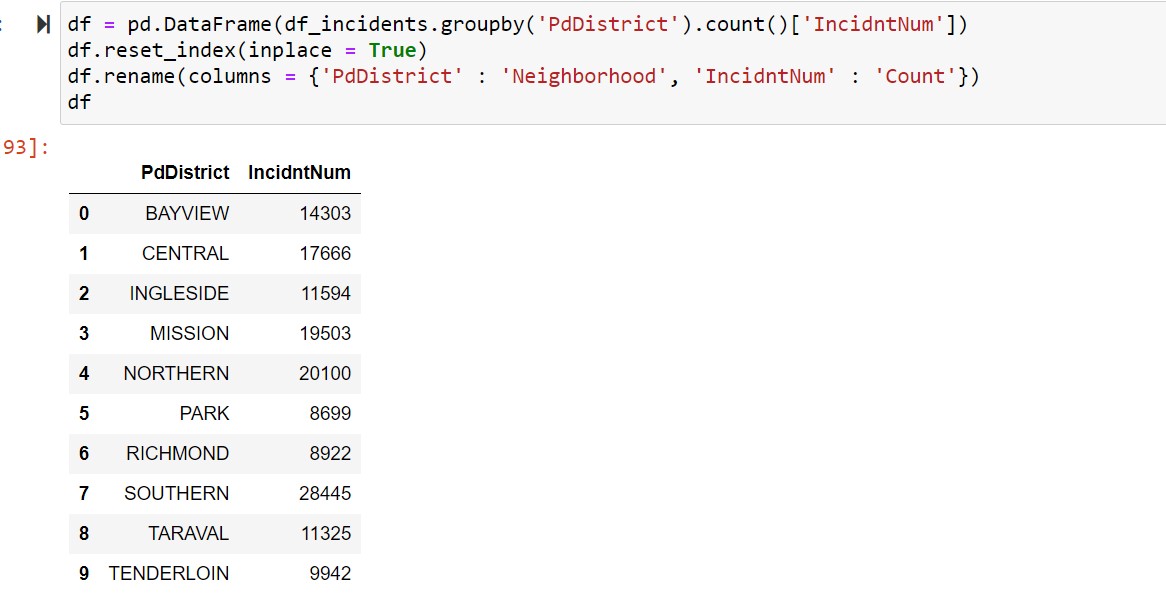 :
df = pd.DataFrame(df_incidents.groupby('PdDistrict').count()['IncidntNum'])
df.reset_index(inplace = True)
df.rename(columns = {'PdDistrict' : 'Neighborhood', 'IncidntNum' : 'Count'})
df
93]:
PdDistrict IncidntNum
0 BAYVIEW 14303
1 CENTRAL 17666
2 INGLESIDE 11594
3 MISSION 19503
4 NORTHERN 20100
5 PARK 8699
6 RICHMOND 8922
7 SOUTHERN 28445
8 TARAVAL 11325
9 TENDERLOIN 9942